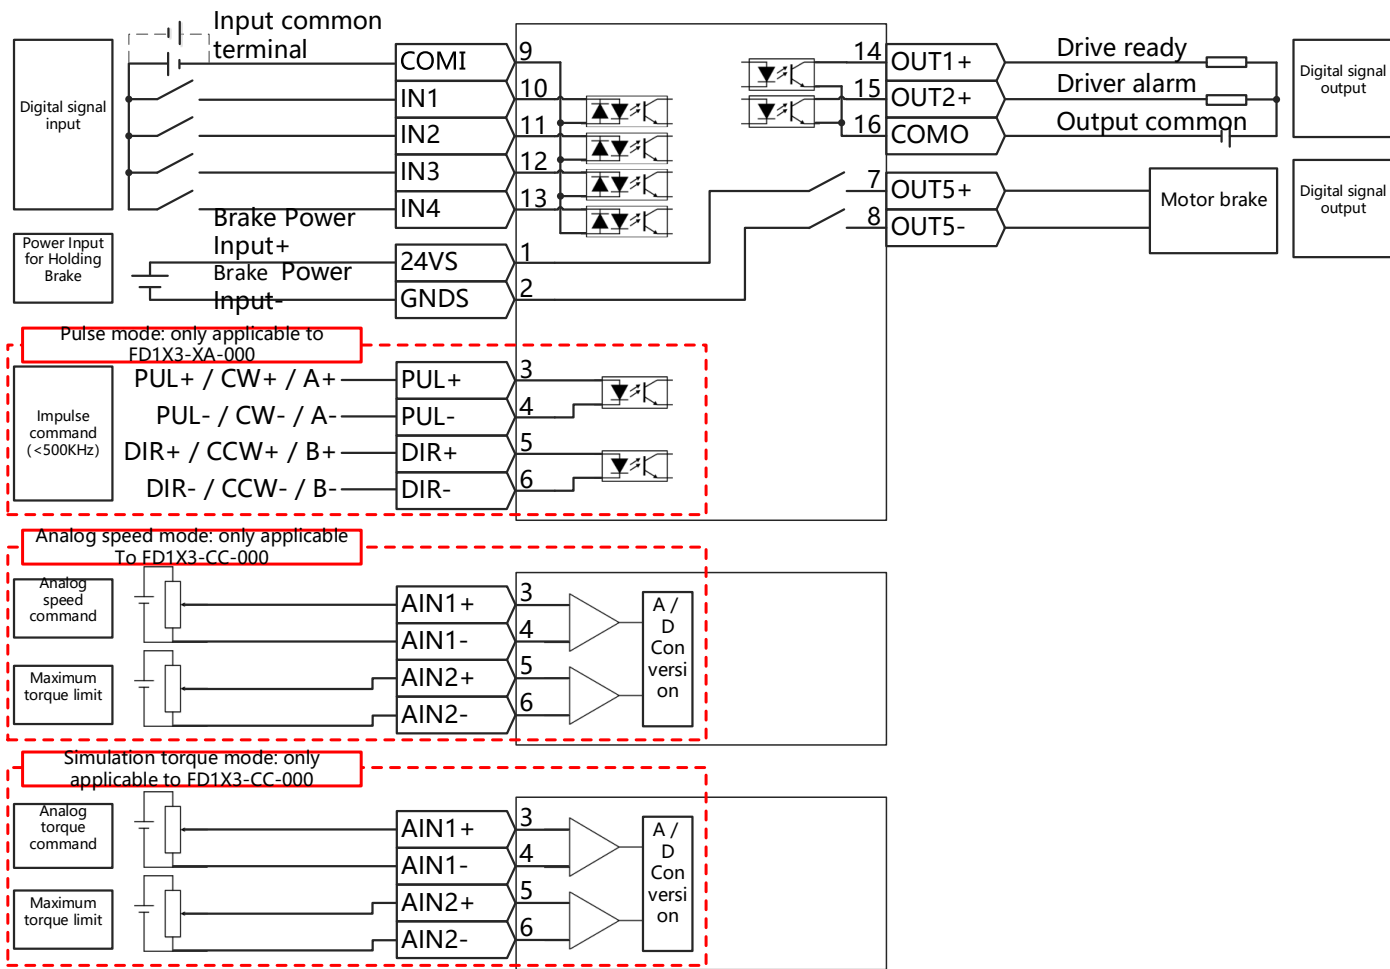 Input common
terminal
Digital signal
input
COMI
9
IN1
10
IN2
11
IN3
12
IN4
13
Brake Power
Input+
Brake Power
Input-
Power Input
for Holding
Brake
24VS
1
GNDS
2
14
OUT1+
Drive ready
15
OUT2+
Driver alarm
16
COMO
Output common
Digital signal
output
7
OUT5+
8
OUT5-
Motor brake
Digital signal
output
Pulse mode: only applicable to
FD1X3-XA-000
Impulse
command
(<500KHz)
PUL+ / CW+ / A+
PUL+
3
PUL- / CW- / A-
PUL-
4
DIR+ / CCW+ / B+
DIR+
5
DIR- / CCW- / B-
DIR-
6
Analog speed mode: only applicable
To FD1X3-CC-000
Analog
speed
command
Maximum
torque limit
AIN1+
3
AIN1-
4
AIN2+
5
AIN2-
6
A /
D
Con
versi
on
Simulation torque mode: only
applicable to FD1X3-CC-000
Analog
torque
command
Maximum
torque limit
AIN1+
3
AIN1-
4
AIN2+
5
AIN2-
6
A /
D
Con
versi
on